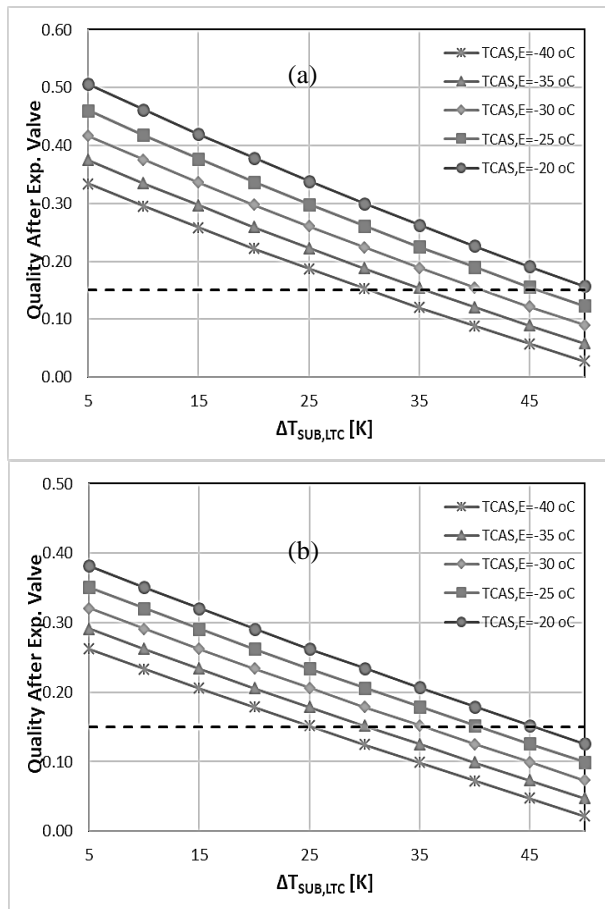 0.60
0.50
0.40
0.30
0.20
0.10
0.00
Quality After Exp. Valve
(a)
TCAS,E=-40 oC
TCAS,E=-35 oC
TCAS,E=-30 oC
TCAS,E=-25 oC
TCAS,E=-20 oC
5 15 25 35 45
ΔTSUB,LTC [K]
0.50
0.40
0.30
0.20
0.10
0.00
Quality After Exp. Valve
(b)
TCAS,E=-40 oC
TCAS,E=-35 oC
TCAS,E=-30 oC
TCAS,E=-25 oC
TCAS,E=-20 oC
5 15 25 35 45
ΔTSUB,LTC [K]